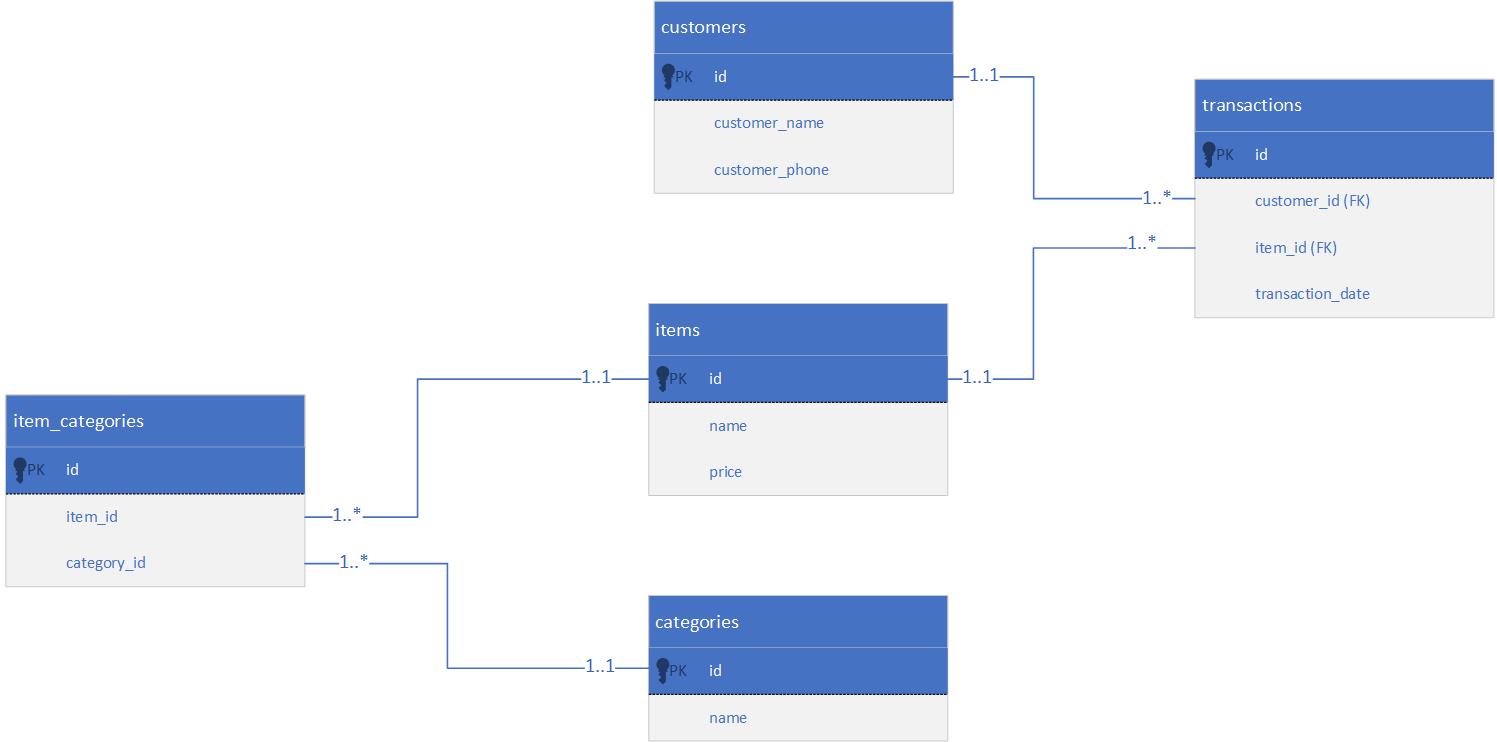 customers
PK id
customer_name
customer_phone
1..1
1..*
transactions
PK id
customer_id (FK)
item_id (FK)
transaction_date
1..*
items
PK id
name
price
1..1
1..1
item_categories
PK id
item_id
category_id
1..*
1..*
categories
PK id
name
1..1